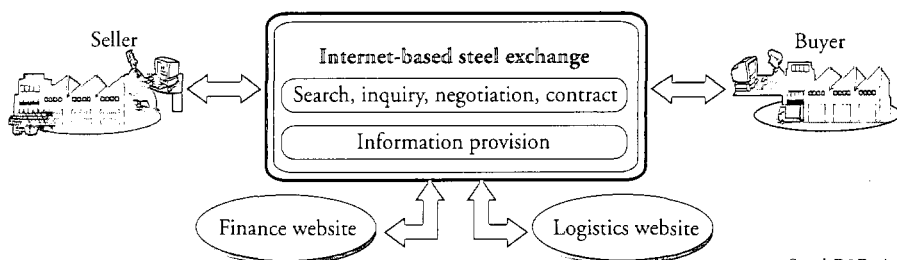 Seller
Buyer
Internet-based steel exchange
Search, inquiry, negotiation, contract
Information provision
Finance website
Logistics website